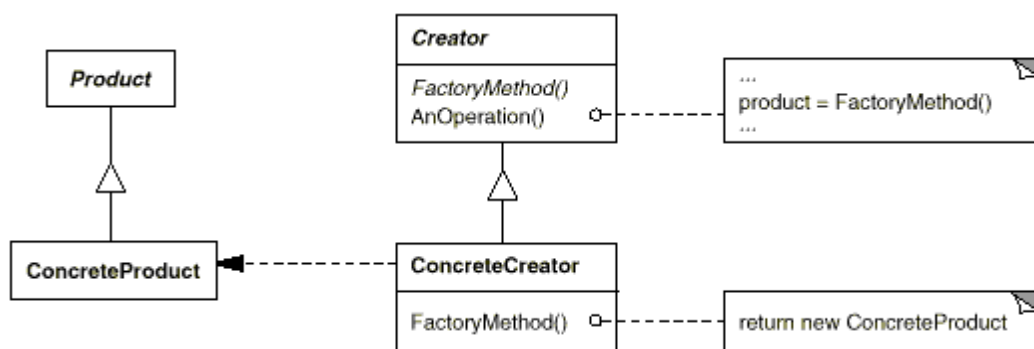 Product
ConcreteProduct
Creator
FactoryMethod()
AnOperation()
...
product = FactoryMethod()
...
ConcreteCreator
FactoryMethod()
return new ConcreteProduct